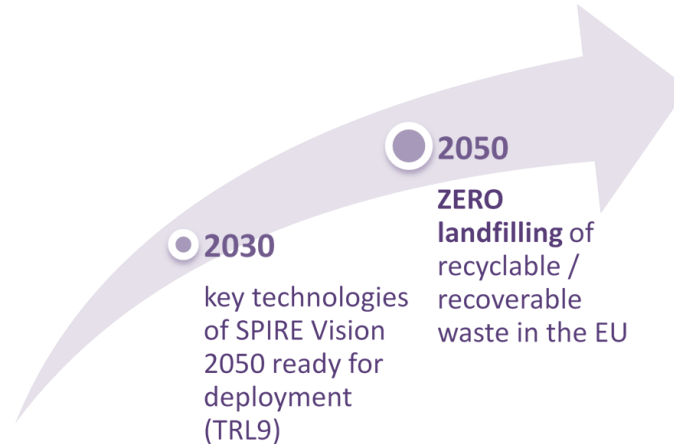 2030
key technologies
of SPIRE Vision
2050 ready for
deployment
(TRL9)
2050
ZERO
landfilling of
recyclable /
recoverable
waste in the EU